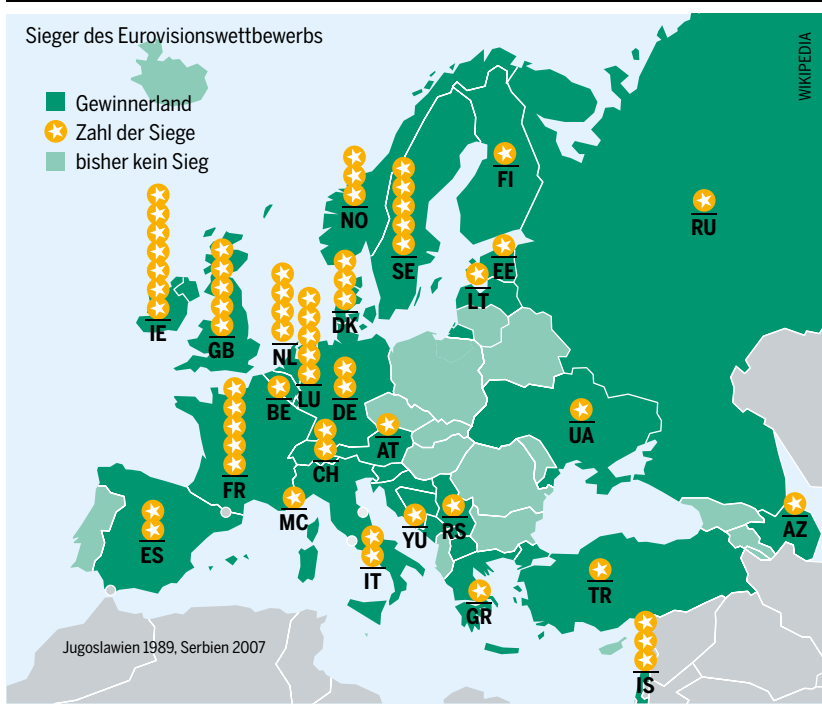 Sieger des Eurovisionswettbewerbs
WIKIPEDIA
Gewinnerland
Zahl der Siege
bisher kein Sieg
FI
NO
RU
SE
EE
LT
DK
IE
GB
NL
LU
BE
DE
UA
AT
CH
FR
MC
YU
RS
AZ
ES
IT
TR
GR
Jugoslawien 1989, Serbien 2007
IS